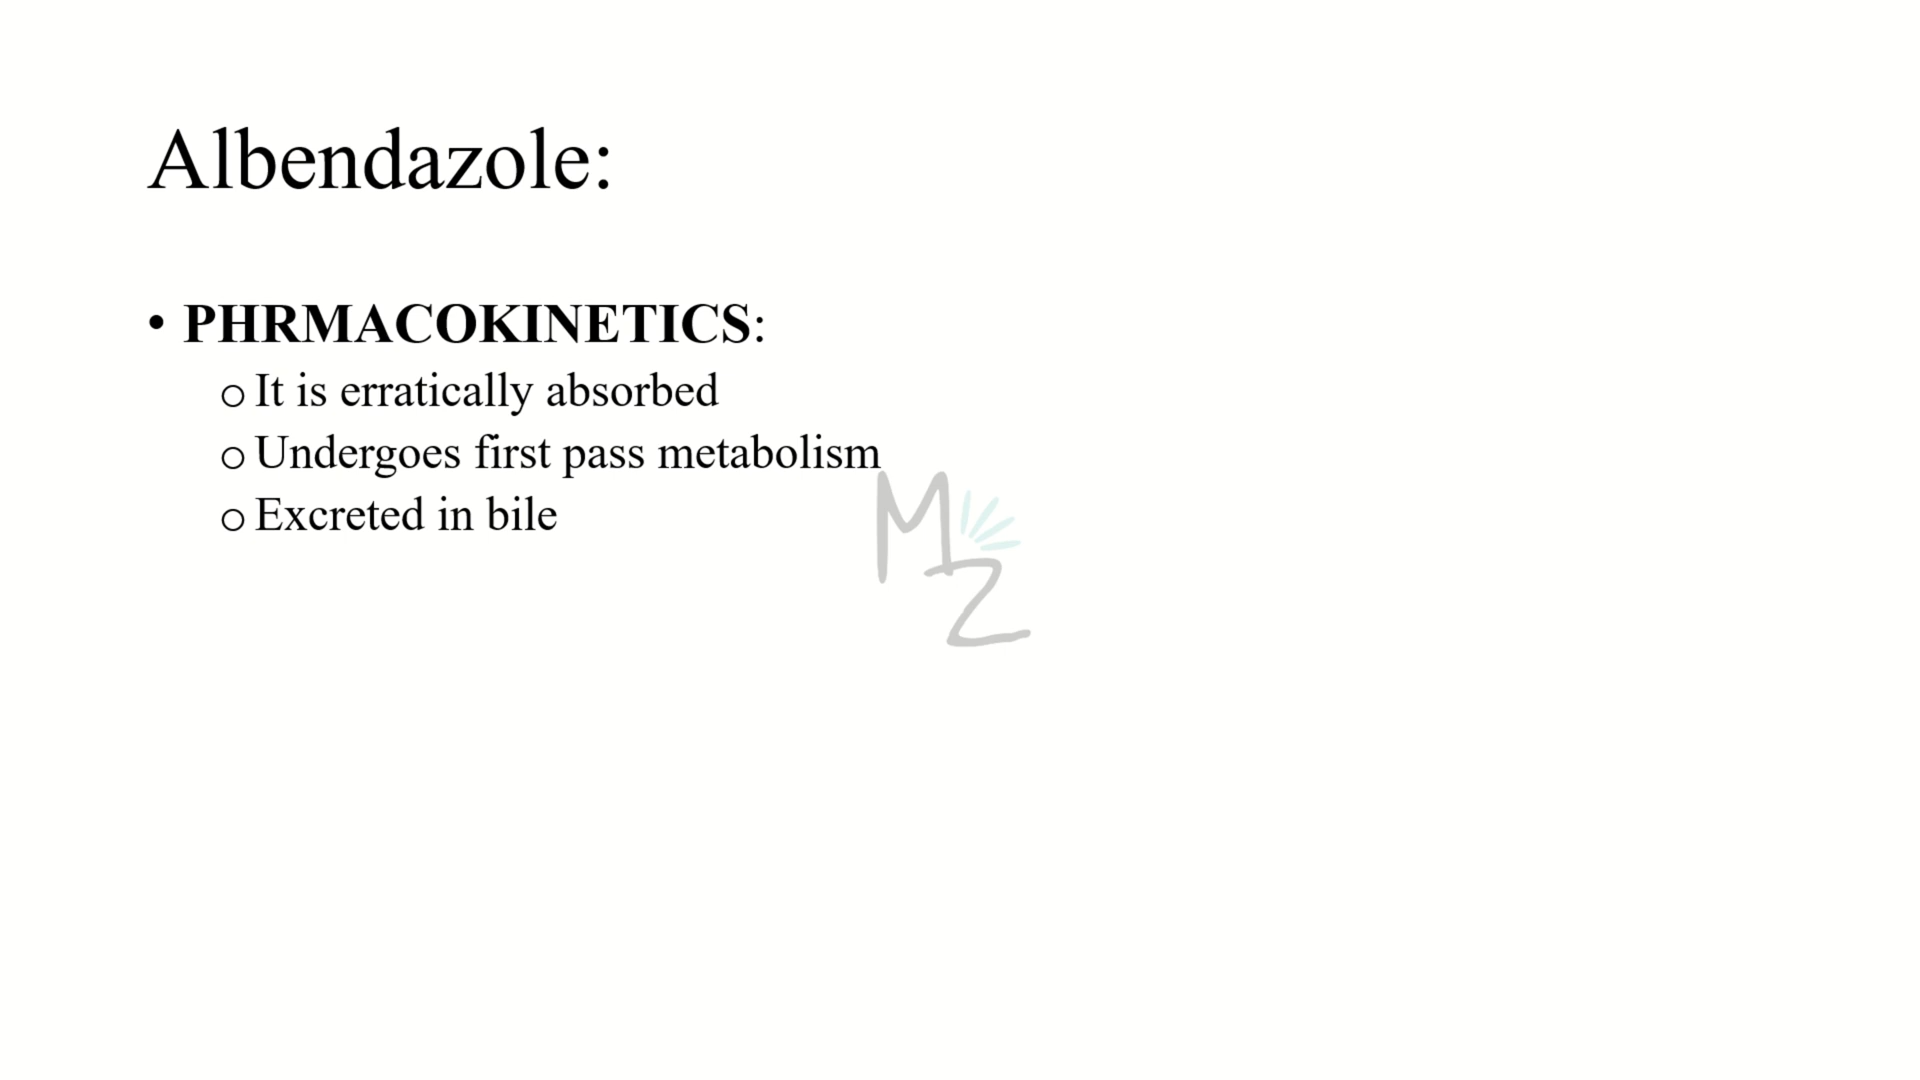 Albendazole:
• PHRMACOKINETICS:
o It is erratically absorbed
o Undergoes first pass metabolism
o Excreted in bile
M
Z